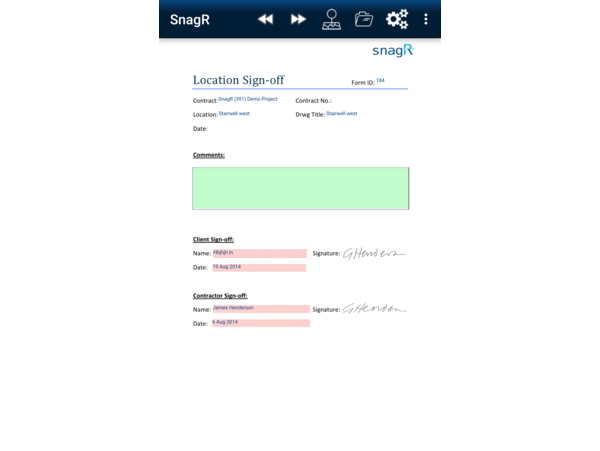 SnagR
snagR
Location Sign-off
Form ID: 184
Contract: SnagR (391) Demo Project Contract No.:
Location: Stairwell west Drwg Title: Stairwell west
Date:
Comments:
Client Sign-off:
Name: Hfqhjh in Signature: GHenders
Date: 19 Aug 2014
Contractor Sign-off:
Name: James Henderson Signature: GHenden
Date: 6 Aug 2014